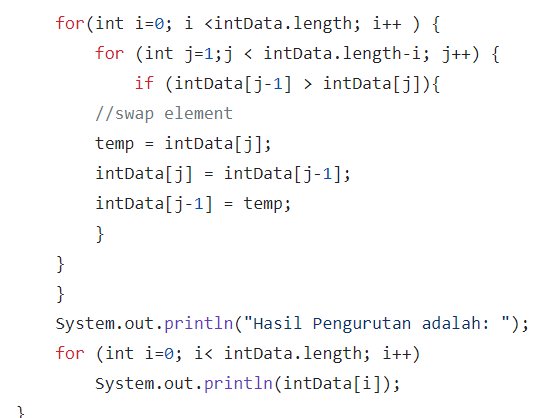 for(int i=0; i <intData.length; i++ ) {
for (int j=1;j < intData.length-i; j++) {
if (intData[j-1] > intData[j]){
//swap element
temp = intData[j];
intData[j] = intData[j-1];
intData[j-1] = temp;
}
}
}
System.out.println("Hasil Pengurutan adalah: ");
for (int i=0; i< intData.length; i++)
System.out.println(intData[i]);
}